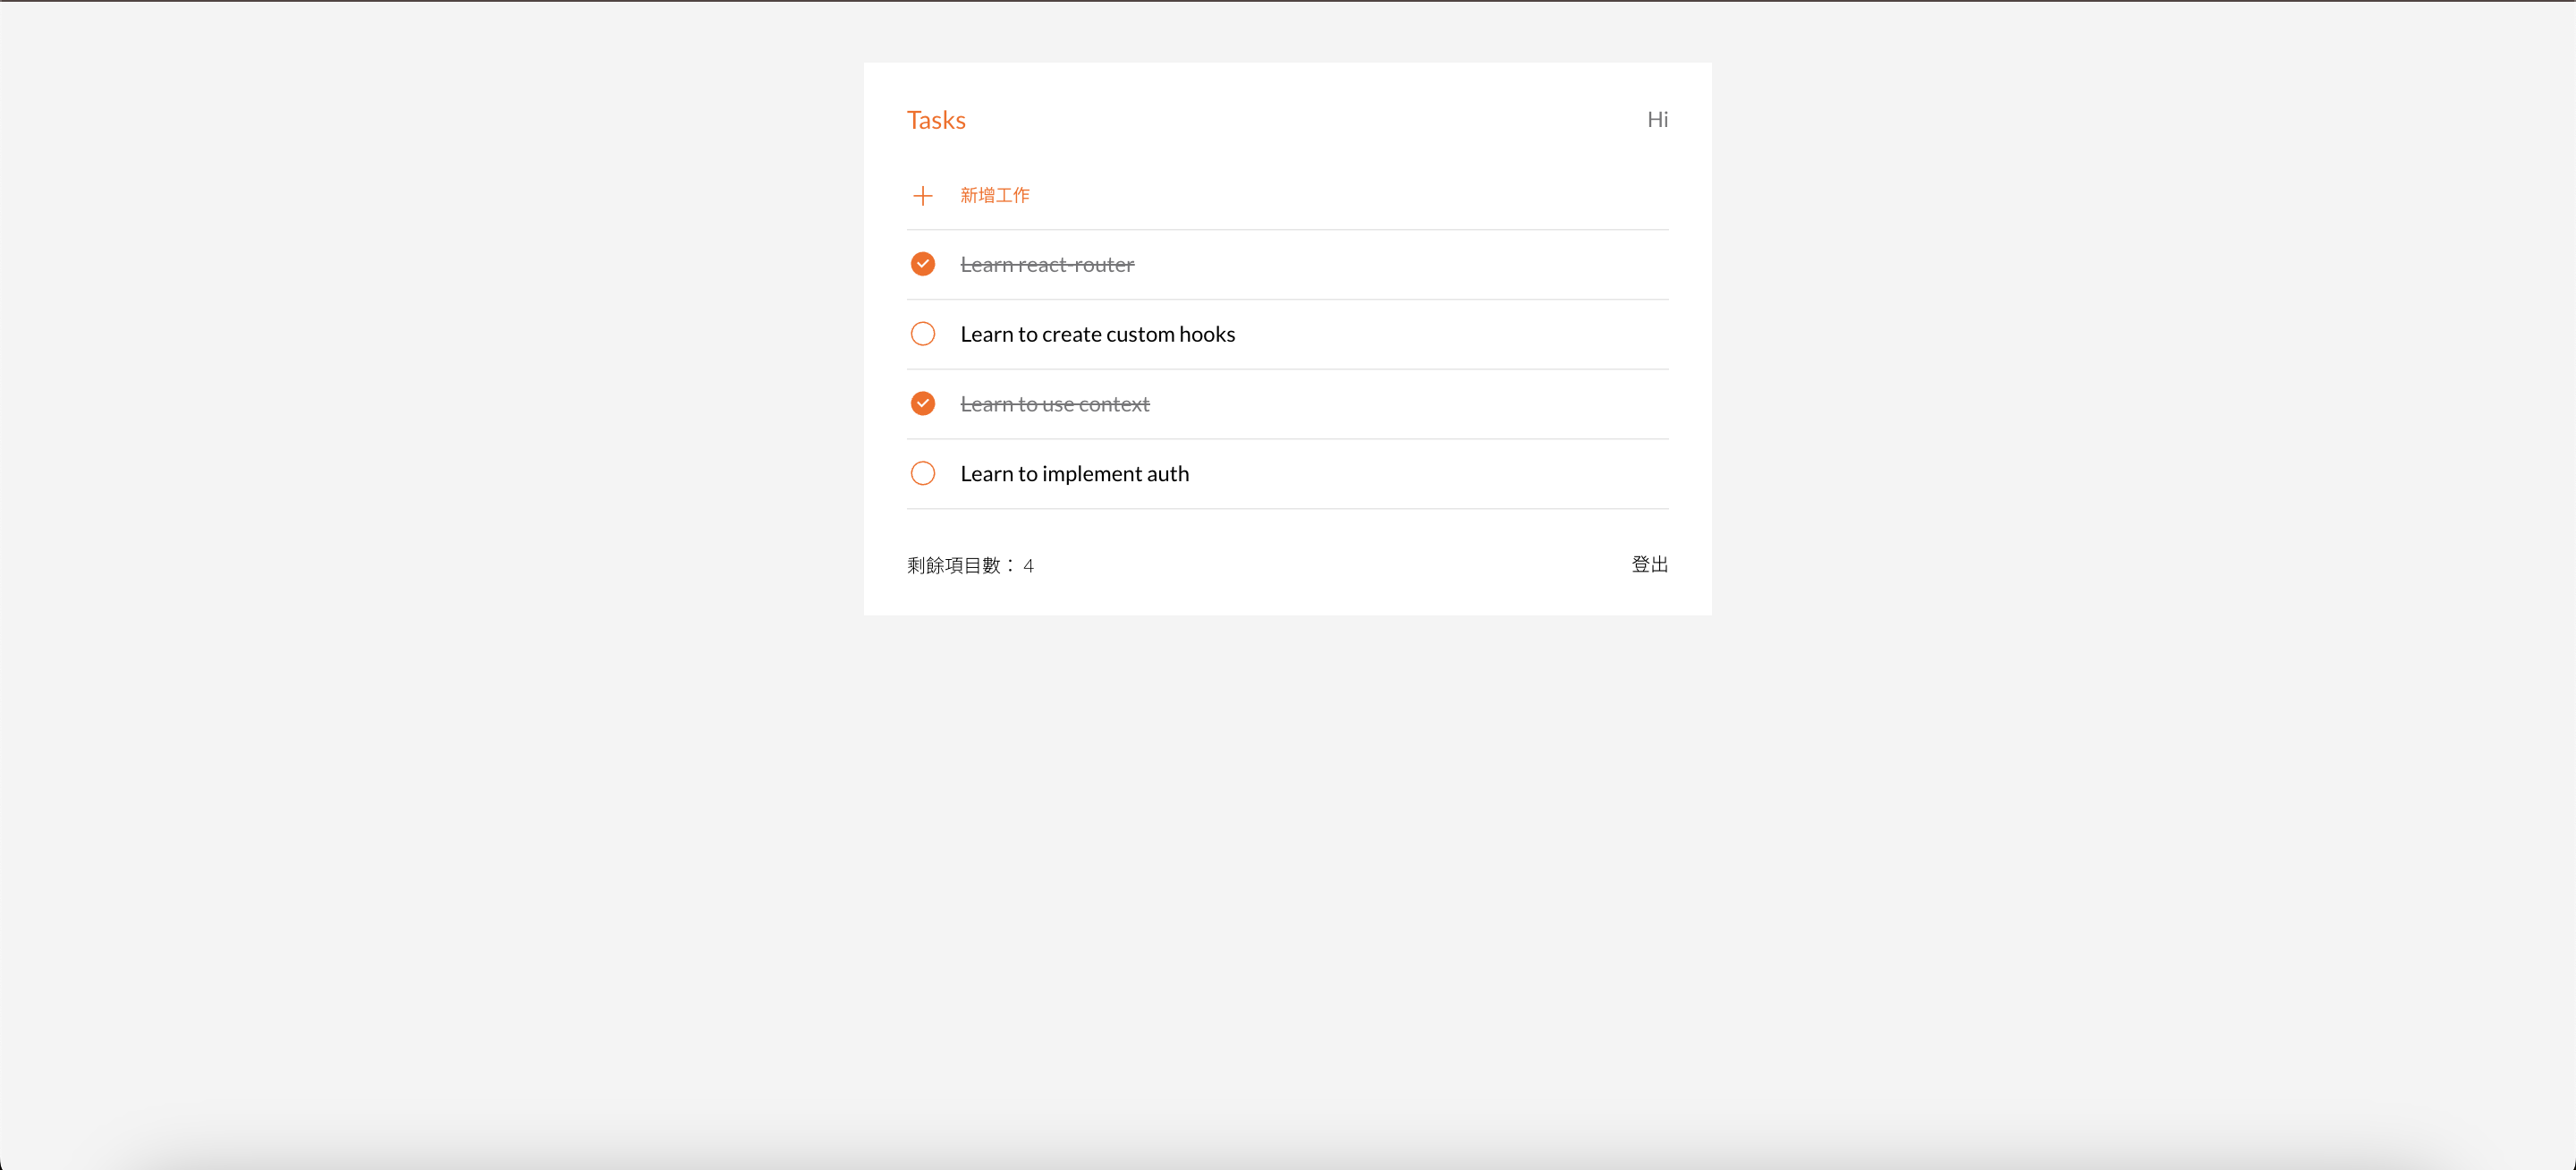 Tasks
Hi
新增工作
Learn react-router
Learn to create custom hooks
Learn to use context
Learn to implement auth
剩餘項目數： 4
登出